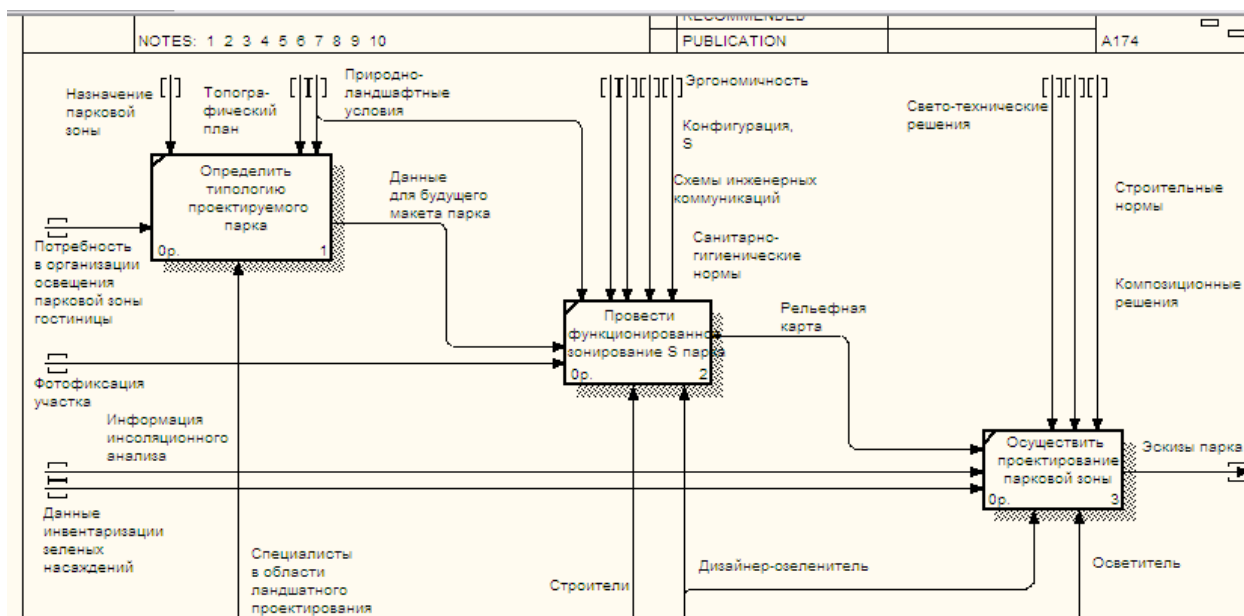 RECOMMENDED
NOTES: 1 2 3 4 5 6 7 8 9 10
PUBLICATION
A174
Назначение
парковой
зоны
Топогра-
фический
план
Природно-
ландшафтные
условия
Эргономичность
Конфигурация,
S
Схемы инженерных
коммуникаций
Санитарно-
гигиенические
нормы
Свето-технические
решения
Строительные
нормы
Композиционные
решения
Определить
типологию
проектируемого
парка
0р.
1
Данные
для будущего
макета парка
Потребность
в организации
освещения
парковой зоны
гостиницы
Провести
функционированное
зонирование S парка
0р.
2
Рельефная
карта
Фотофиксация
участка
Информация
инсоляционного
анализа
Осуществить
проектирование
парковой зоны
0р.
3
Эскизы парка
Данные
инвентаризации
зеленых
насаждений
Специалисты
в области
ландшатного
проектирования
Строители
Дизайнер-озеленитель
Осветитель